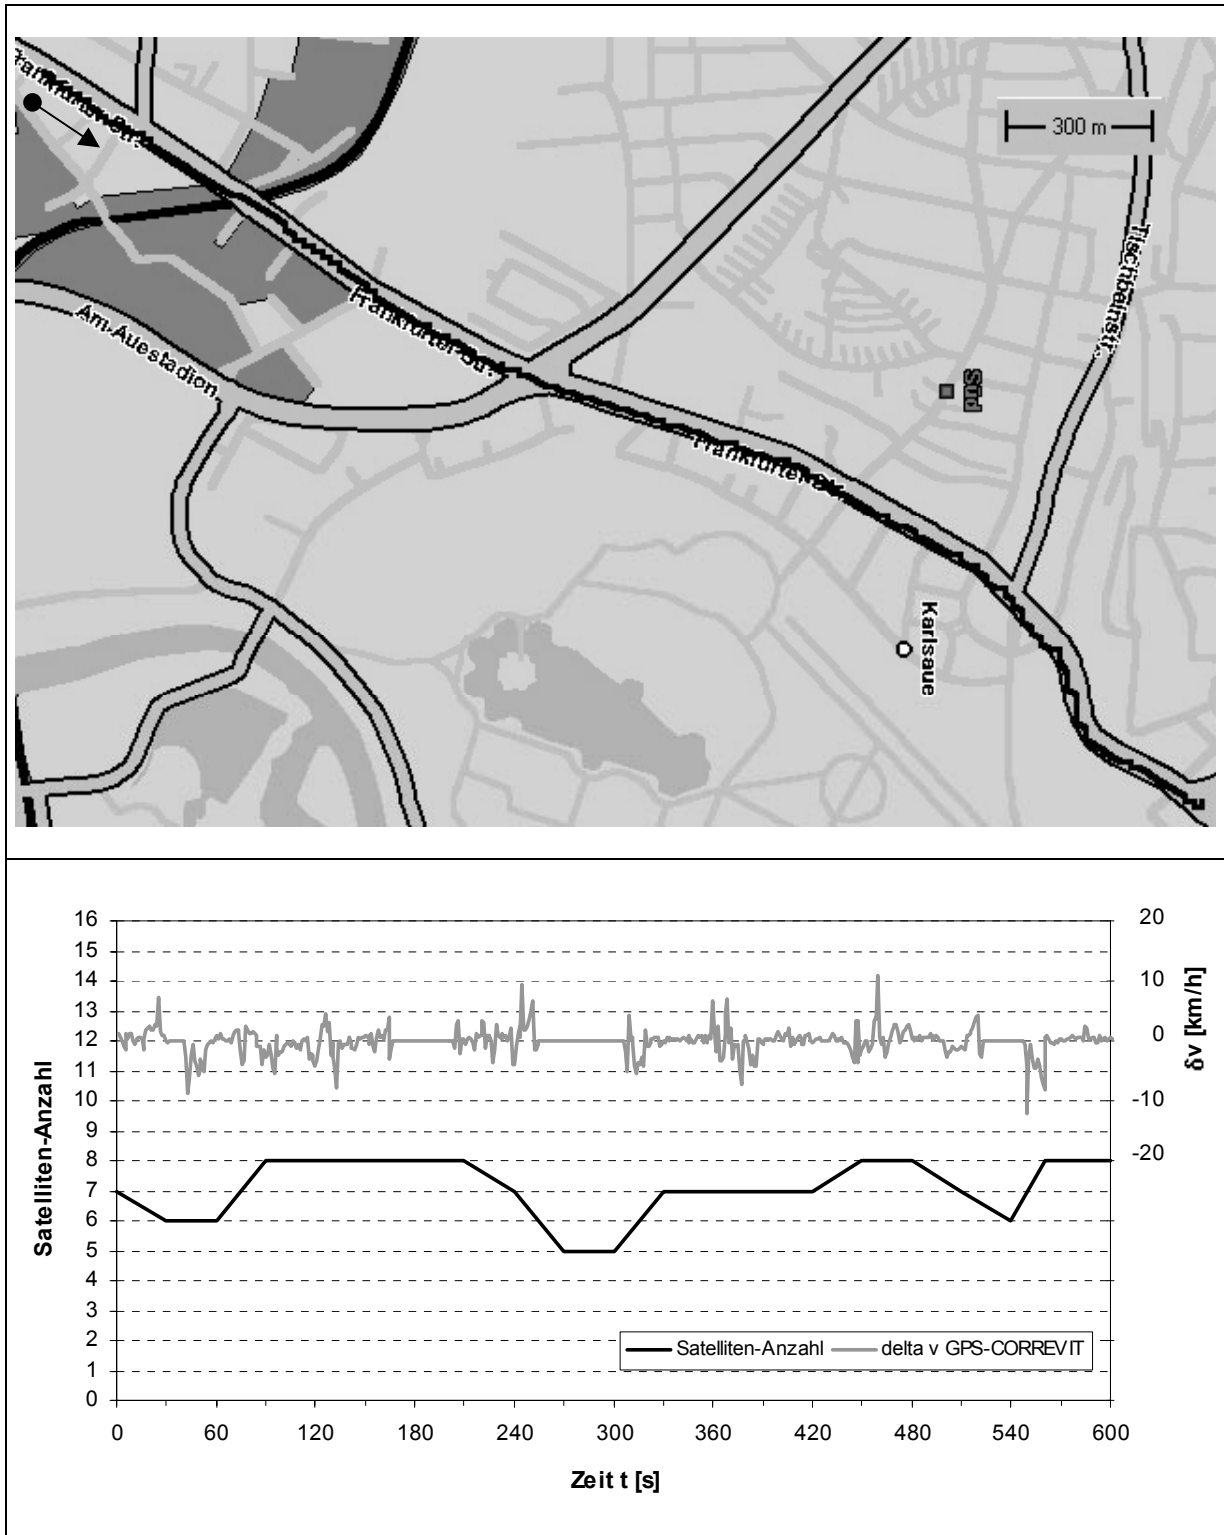 Frankfurter-Str.
300 m
Tischbeinstr.
Am-Auestadion
Frankfurter-Str.
Süd
Frankfurter-Str.
Karlsaue
16
15
14
13
12
11
10
9
8
7
6
5
4
3
2
1
0
20
10
0
-10
-20
Satelliten-Anzahl
δv [km/h]
Satelliten-Anzahl
delta v GPS-CORREVIT
0
60
120
180
240
300
360
420
480
540
600
Zeit t [s]